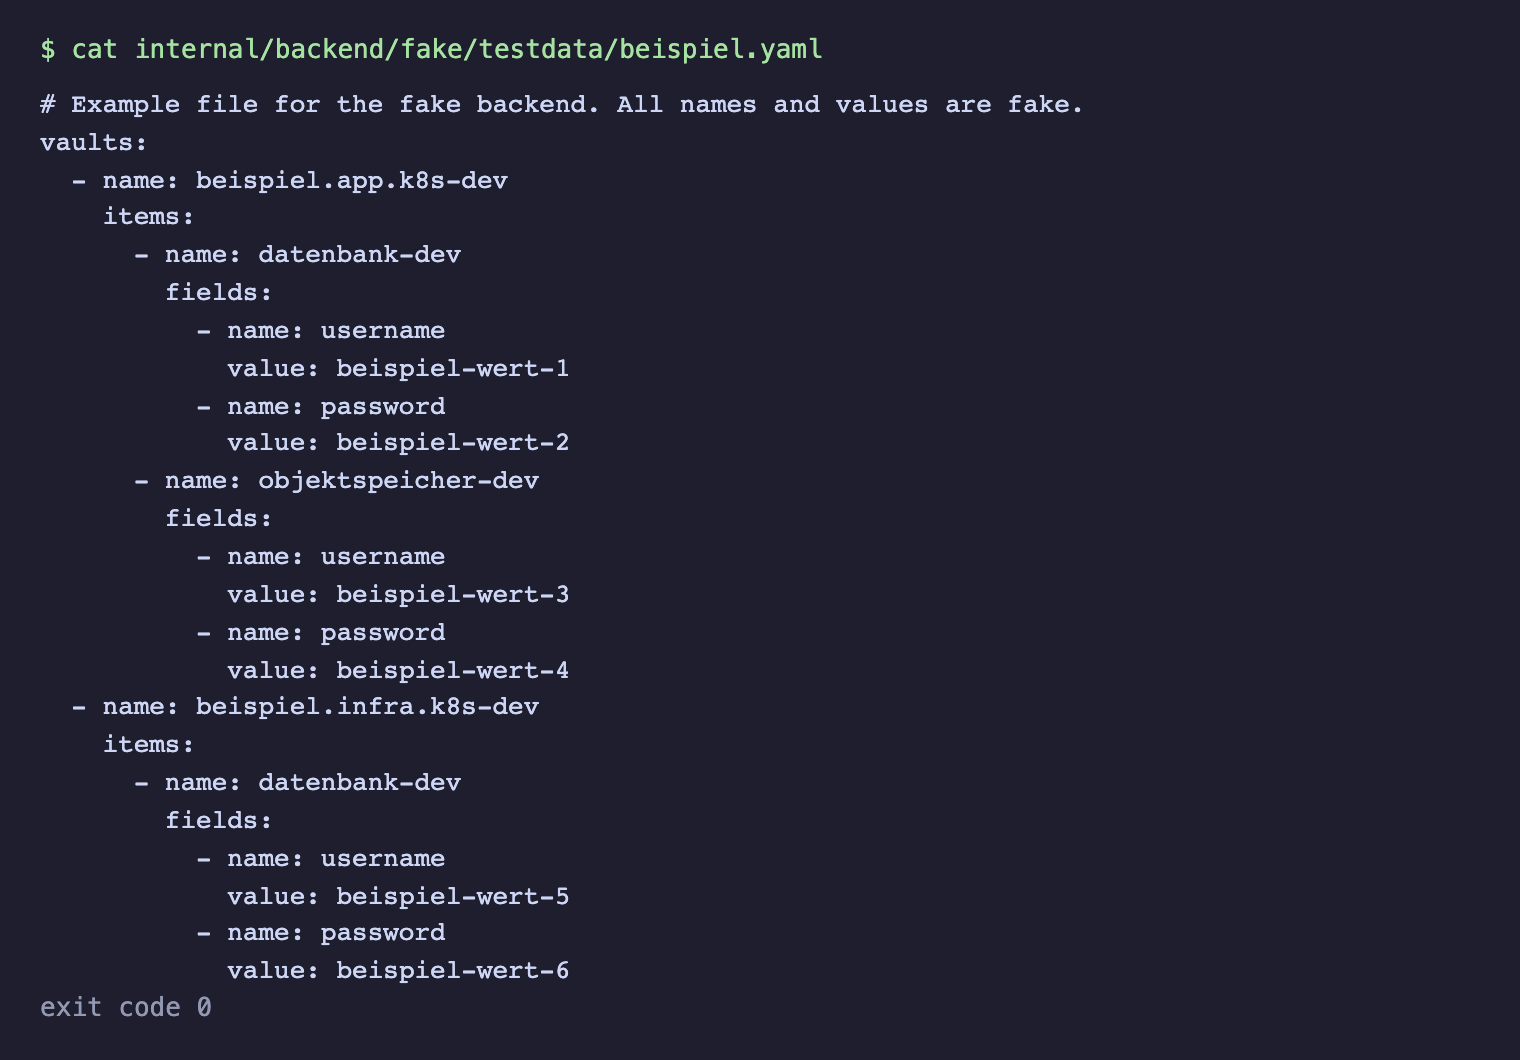 $ cat internal/backend/fake/testdata/beispiel.yaml
# Example file for the fake backend. All names and values are fake.
vaults:
  - name: beispiel.app.k8s-dev
    items:
      - name: datenbank-dev
        fields:
          - name: username
            value: beispiel-wert-1
          - name: password
            value: beispiel-wert-2
      - name: objektspeicher-dev
        fields:
          - name: username
            value: beispiel-wert-3
          - name: password
            value: beispiel-wert-4
  - name: beispiel.infra.k8s-dev
    items:
      - name: datenbank-dev
        fields:
          - name: username
            value: beispiel-wert-5
          - name: password
            value: beispiel-wert-6
exit code 0